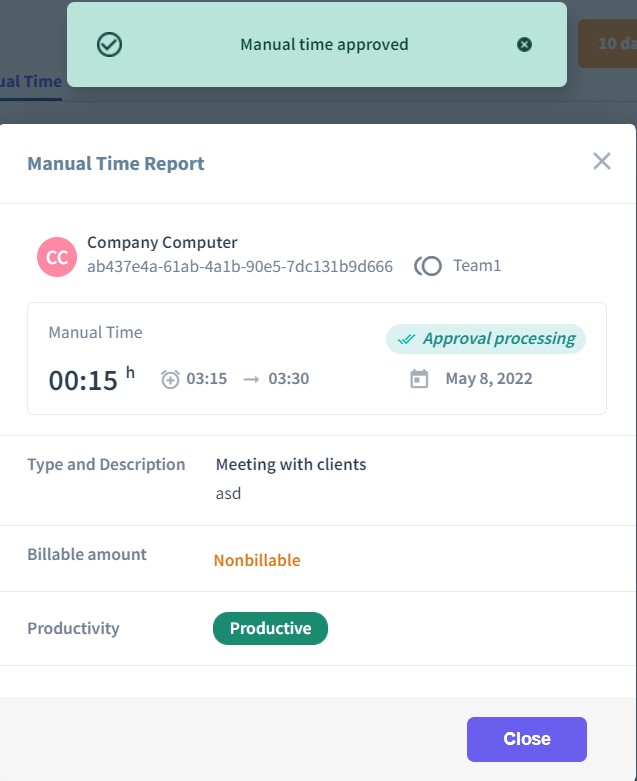 Manual time approved
10 da
ual Time
Manual Time Report
CC
Company Computer
ab437e4a-61ab-4a1b-90e5-7dc131b9d666
Team1
Manual Time
Approval processing
00:15 h
03:15 → 03:30
May 8, 2022
Type and Description
Meeting with clients
asd
Billable amount
Nonbillable
Productivity
Productive
Close